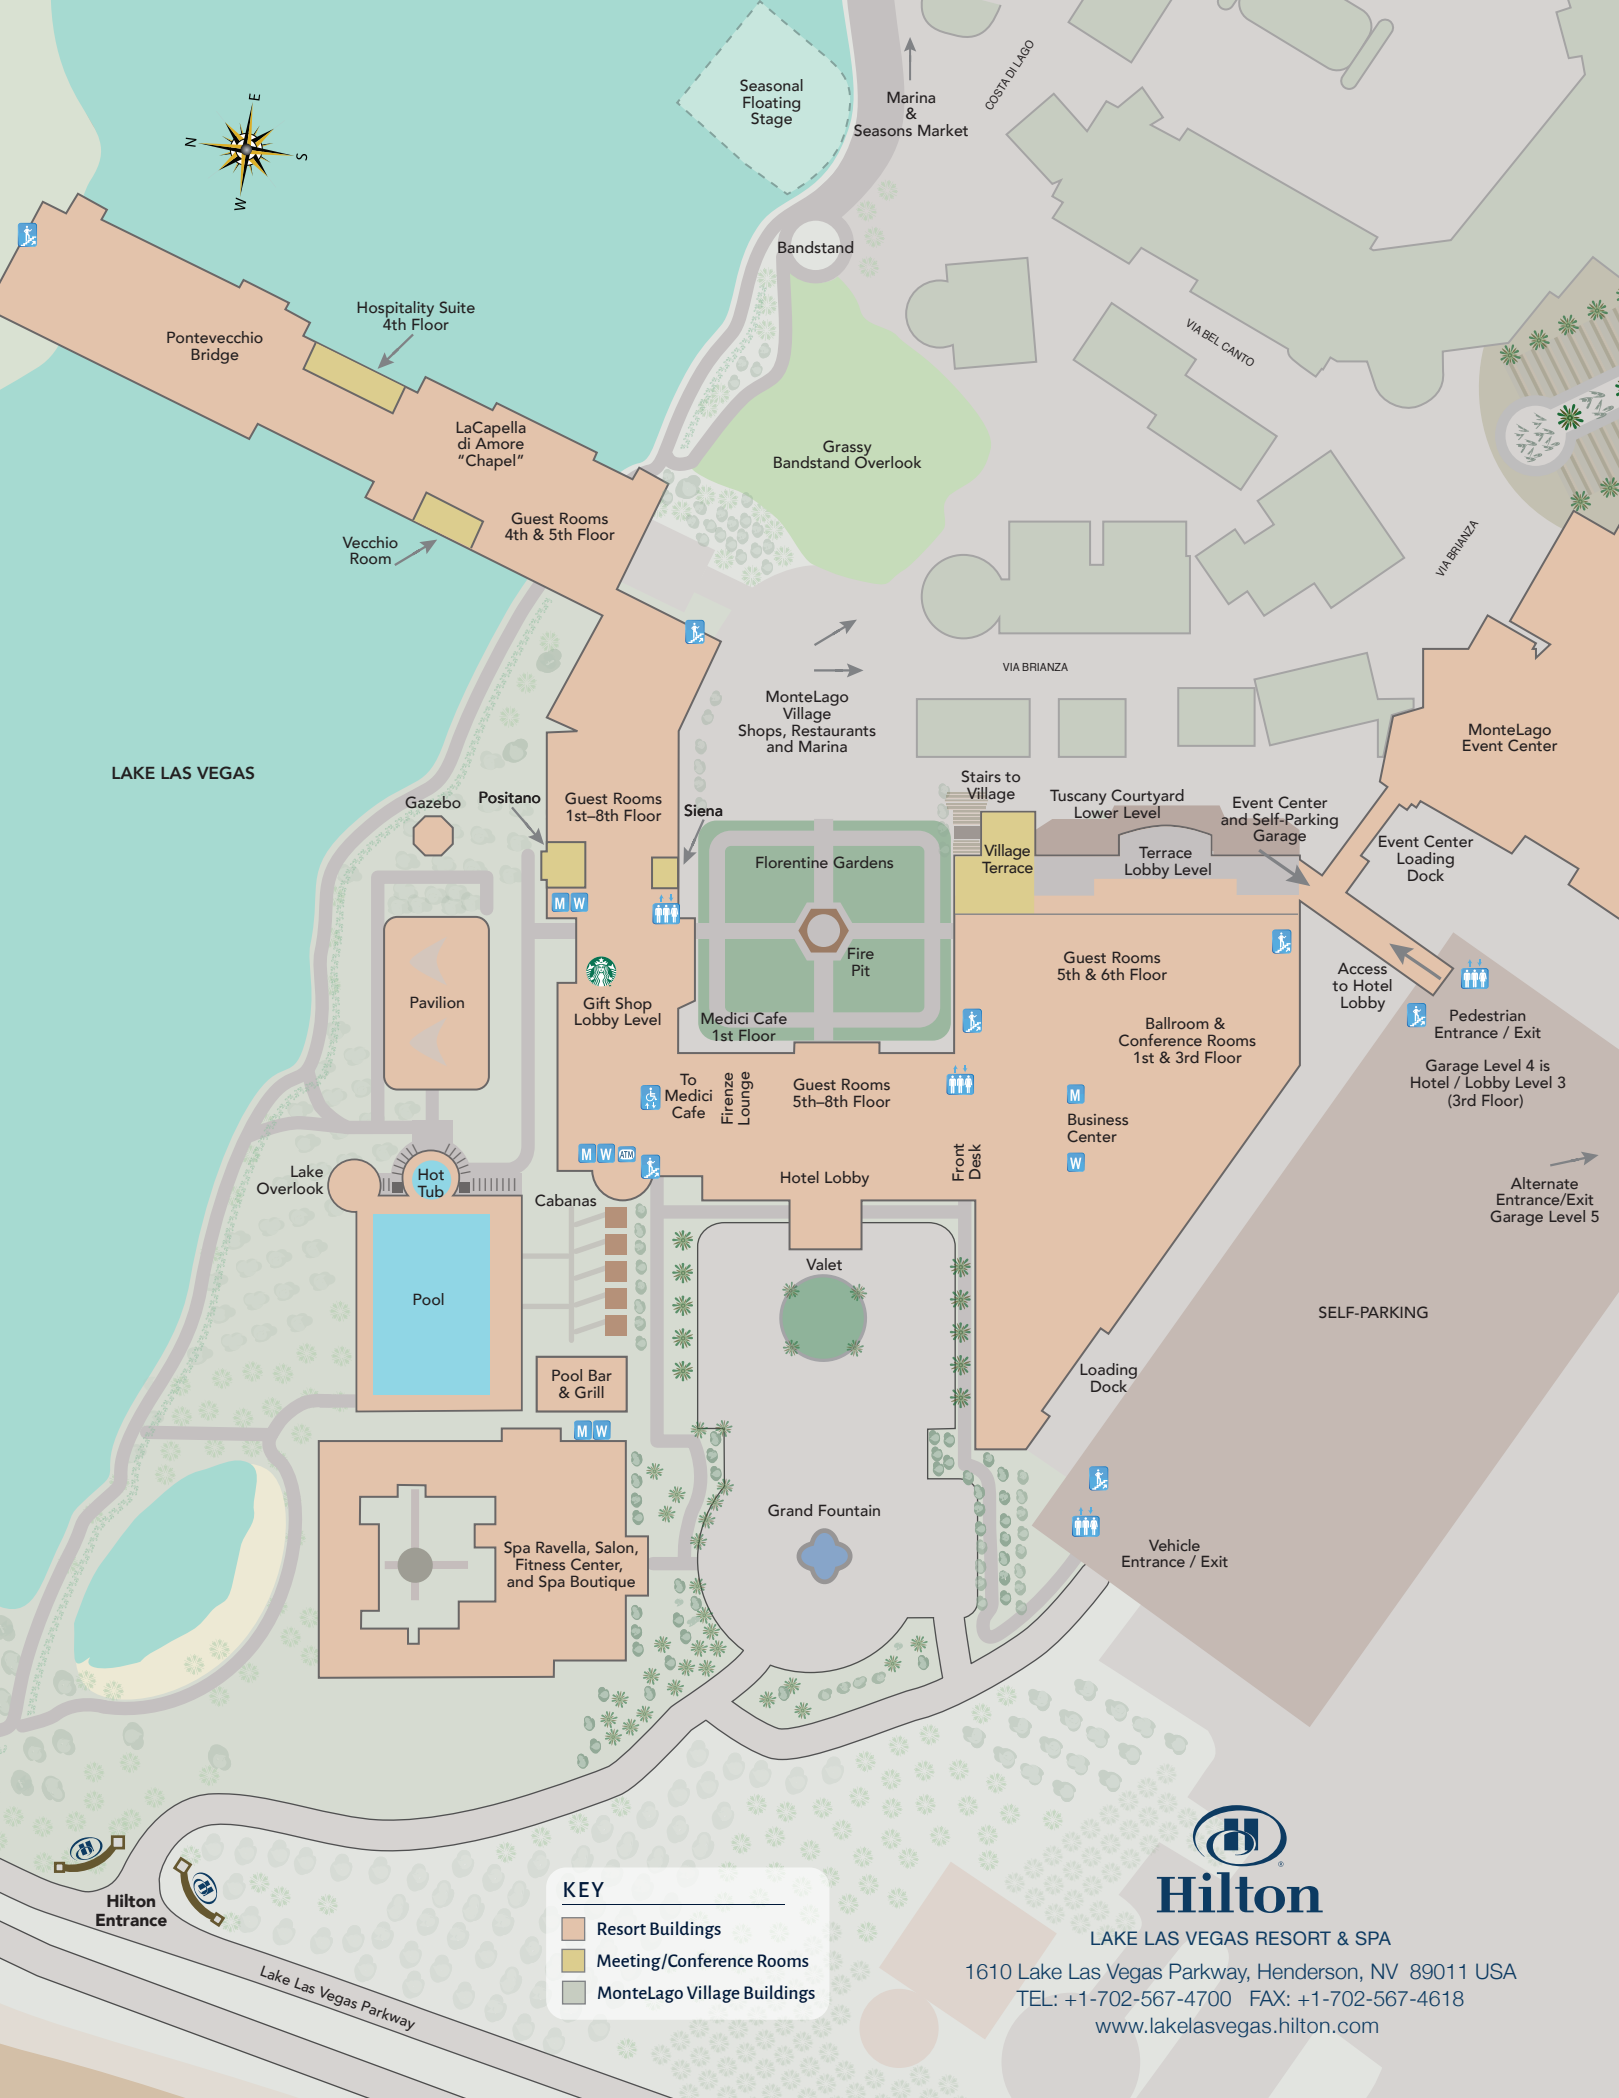 Seasonal
Floating
Stage
Marina
&
Seasons Market
COSTA DI LAGO
E
N
S
W
Bandstand
Hospitality Suite
4th Floor
Pontevecchio
Bridge
VIA BEL CANTO
LaCapella
di Amore
“Chapel”
Grassy
Bandstand Overlook
Guest Rooms
4th & 5th Floor
Vecchio
Room
VIA BRIANZA
VIA BRIANZA
MonteLago
Village
Shops, Restaurants
and Marina
MonteLago
Event Center
LAKE LAS VEGAS
Gazebo
Positano
Guest Rooms
1st–8th Floor
Siena
Stairs to
Village
Tuscany Courtyard
Lower Level
Event Center
and Self-Parking
Garage
Village
Terrace
Terrace
Lobby Level
Event Center
Loading
Dock
Florentine Gardens
M W
Fire
Pit
Guest Rooms
5th & 6th Floor
Access
to Hotel
Lobby
Pavilion
Gift Shop
Lobby Level
Medici Cafe
1st Floor
Ballroom &
Conference Rooms
1st & 3rd Floor
Pedestrian
Entrance / Exit
Garage Level 4 is
Hotel / Lobby Level 3
(3rd Floor)
To
Medici
Cafe
Firenze
Lounge
Guest Rooms
5th–8th Floor
M
Business
Center
W
M W ATM
Front
Desk
Hotel Lobby
Lake
Overlook
Hot
Tub
Cabanas
Alternate
Entrance/Exit
Garage Level 5
Valet
Pool
SELF-PARKING
Pool Bar
& Grill
Loading
Dock
M W
Grand Fountain
Spa Ravella, Salon,
Fitness Center,
and Spa Boutique
Vehicle
Entrance / Exit
H
H
Hilton
Entrance
Lake Las Vegas Parkway
KEY
Resort Buildings
Meeting/Conference Rooms
MonteLago Village Buildings
H
®
Hilton
LAKE LAS VEGAS RESORT & SPA
1610 Lake Las Vegas Parkway, Henderson, NV 89011 USA
TEL: +1-702-567-4700 FAX: +1-702-567-4618
www.lakelasvegas.hilton.com